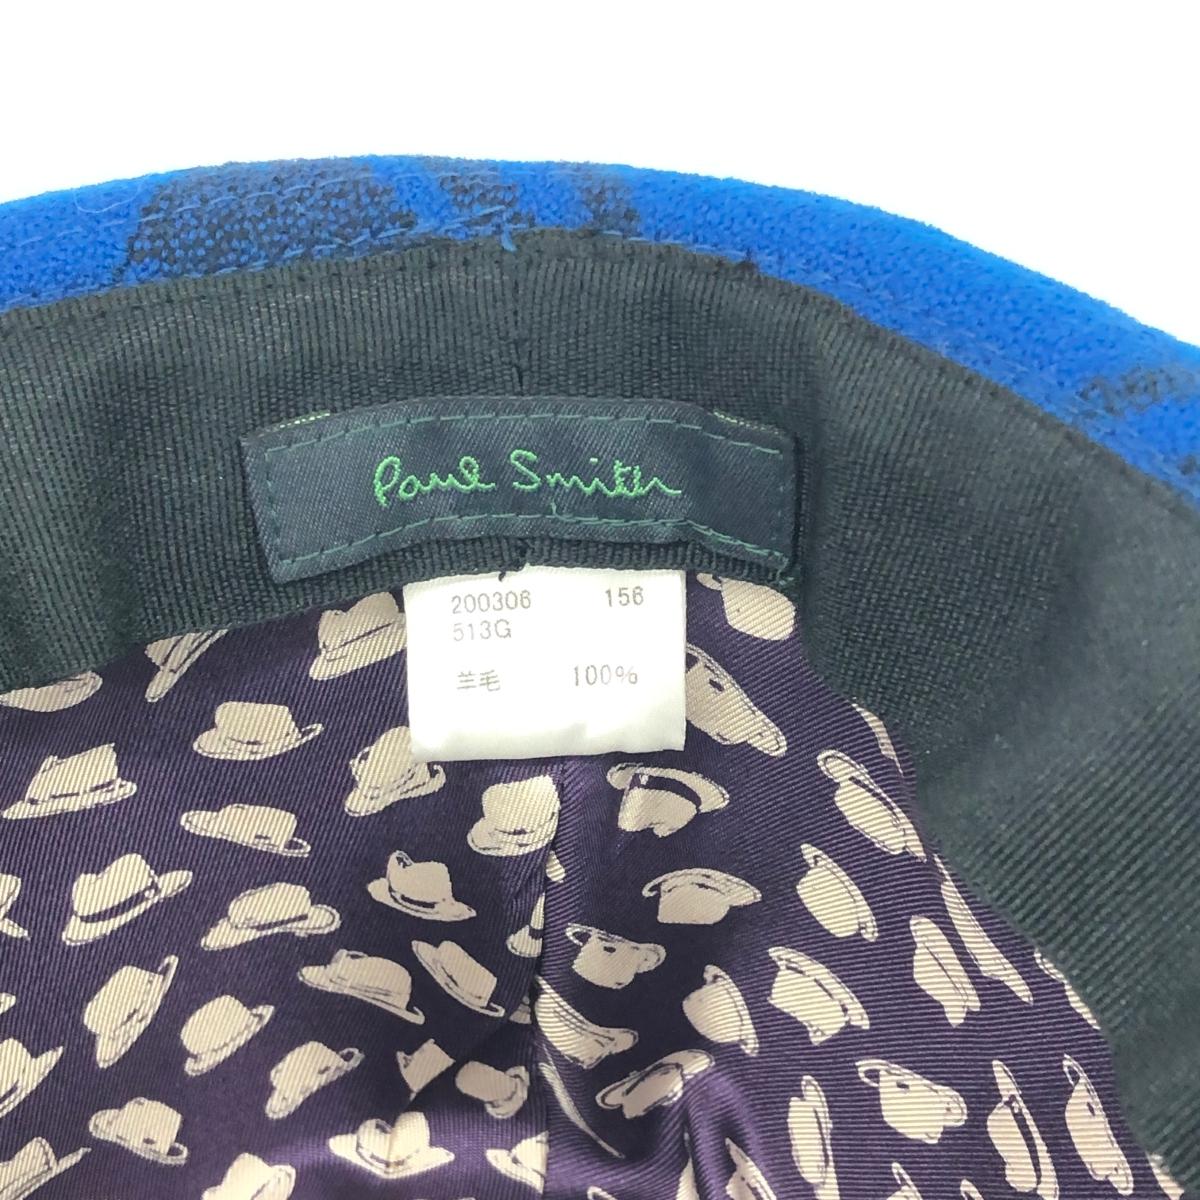 Paul Smith
200306 156
513G
羊毛 100%